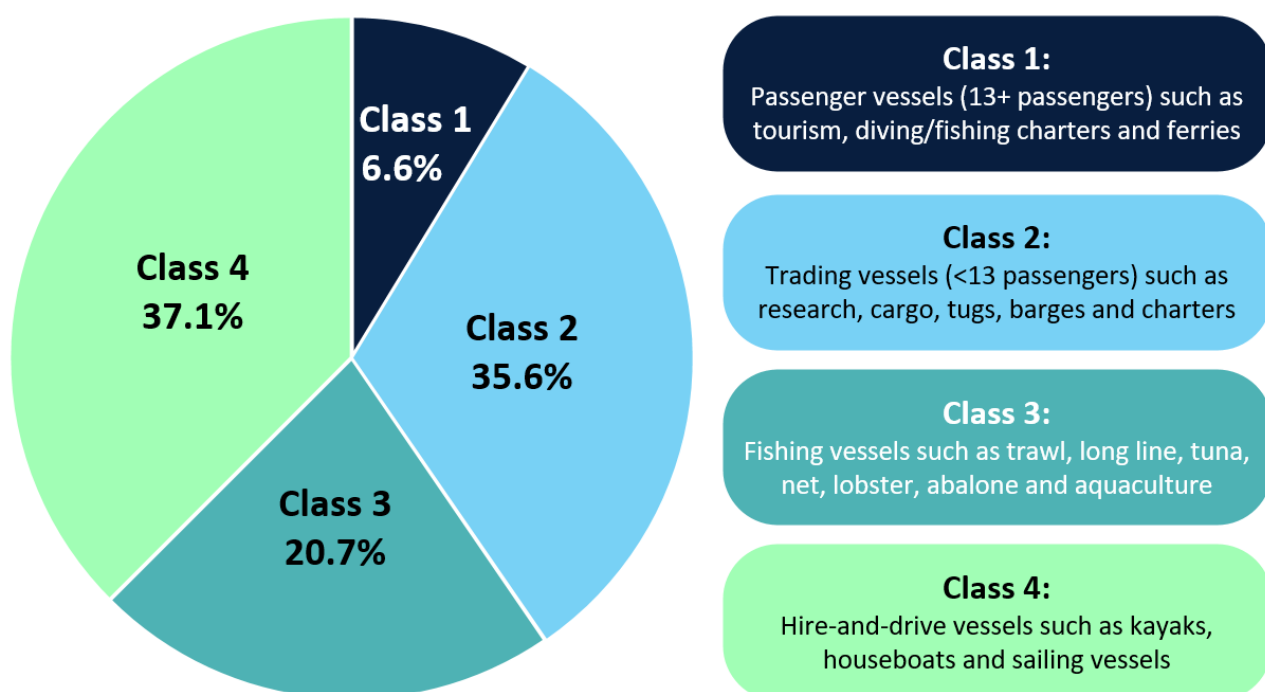 Class 1
6.6%
Class 2
35.6%
Class 3
20.7%
Class 4
37.1%
Class 1:
Passenger vessels (13+ passengers) such as
tourism, diving/fishing charters and ferries
Class 2:
Trading vessels (<13 passengers) such as
research, cargo, tugs, barges and charters
Class 3:
Fishing vessels such as trawl, long line, tuna,
net, lobster, abalone and aquaculture
Class 4:
Hire-and-drive vessels such as kayaks,
houseboats and sailing vessels